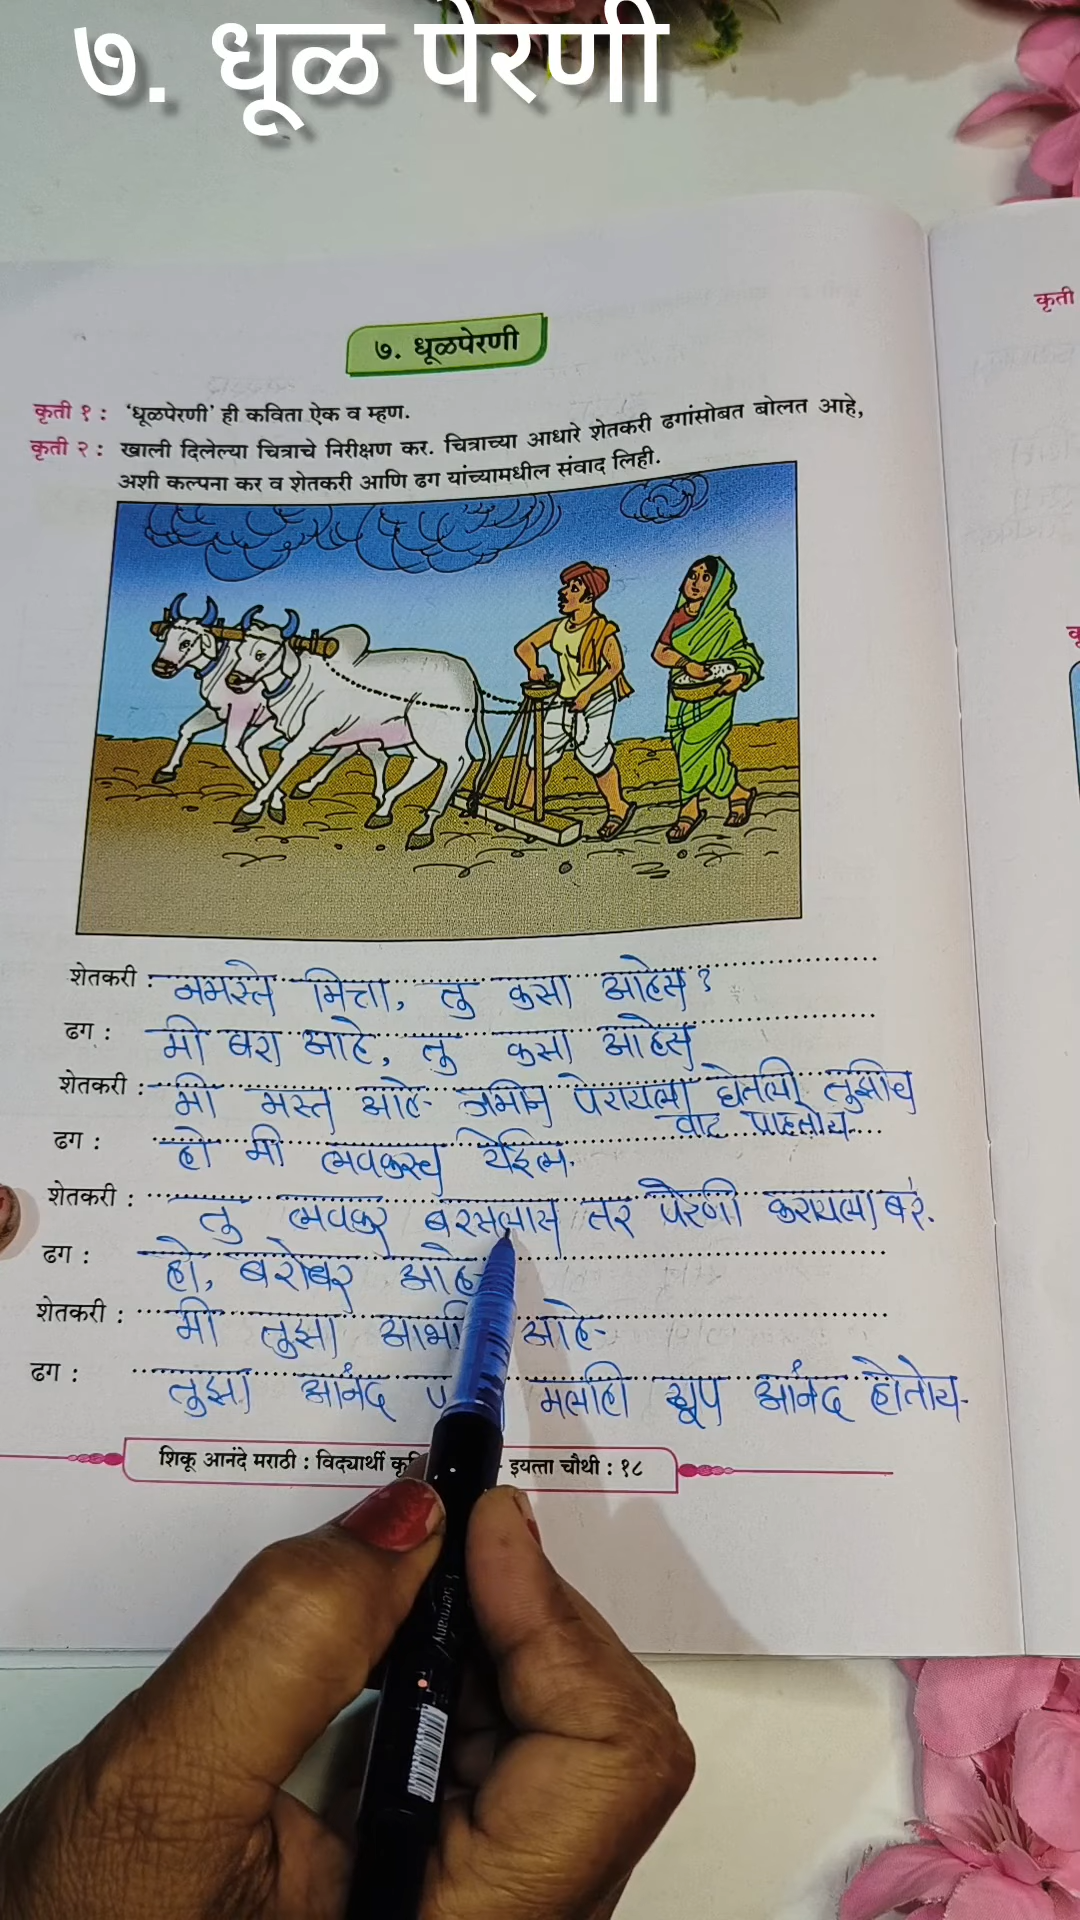 ७. धूळ पेरणी
७. धूळपेरणी
कृती
कृती १ : 'धूळपेरणी' ही कविता ऐक व म्हण.
कृती २ : खाली दिलेल्या चित्राचे निरीक्षण कर. चित्राच्या आधारे शेतकरी ढगांसोबत बोलत आहे,
अशी कल्पना कर व शेतकरी आणि ढग यांच्यामधील संवाद लिही.
शेतकरी : नमस्ते मित्रा, तु कसा आहेस?
ढग : मी बरा आहे, तु कसा आहेस
शेतकरी : मी मस्त आहे. जमीन पेरायला घेतली तुझीच
वाट पाहतोय.
ढग : हो मी लवकरच येईल.
शेतकरी : तु लवकर बरसलास तर पेरणी करायला बरं.
ढग : हो, बरोबर आहे.
शेतकरी : मी तुझा आहे.
ढग : तुझा आनंद मलाही खूप आनंद होतोय.
शिकू आनंदे मराठी : विद्यार्थी इयत्ता चौथी : १८